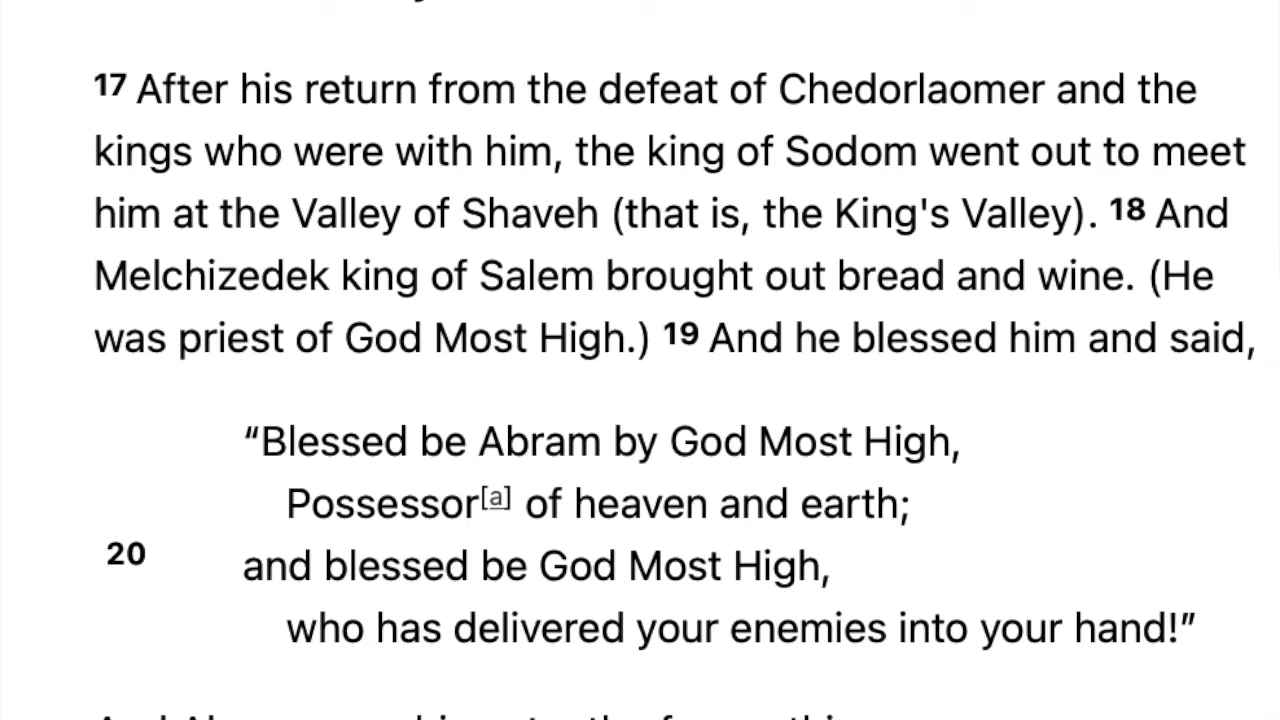 17 After his return from the defeat of Chedorlaomer and the
kings who were with him, the king of Sodom went out to meet
him at the Valley of Shaveh (that is, the King's Valley). 18 And
Melchizedek king of Salem brought out bread and wine. (He
was priest of God Most High.) 19 And he blessed him and said,
“Blessed be Abram by God Most High,
Possessor[a] of heaven and earth;
20 and blessed be God Most High,
who has delivered your enemies into your hand!”